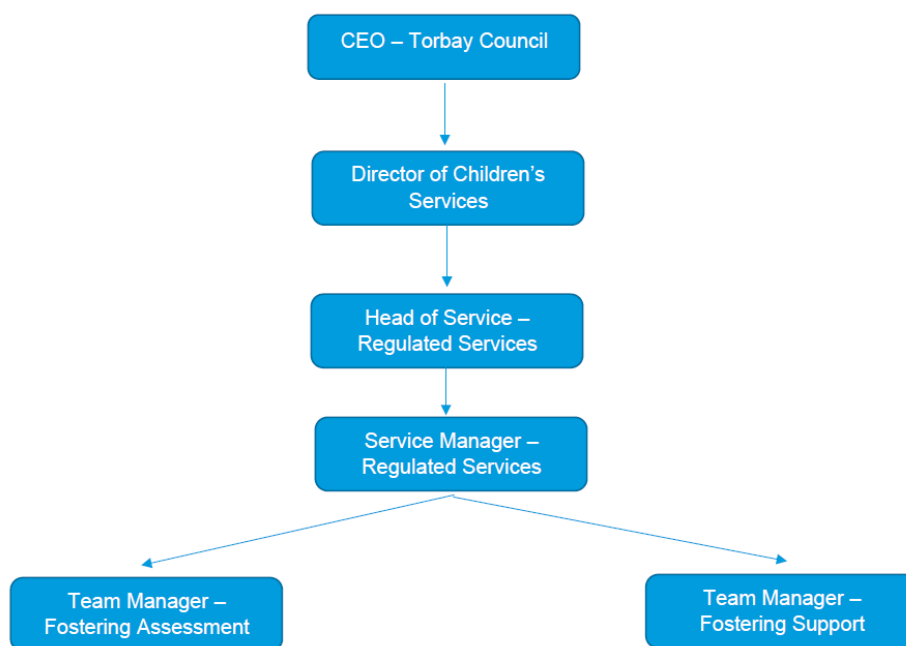 CEO – Torbay Council
Director of Children’s
Services
Head of Service –
Regulated Services
Service Manager –
Regulated Services
Team Manager –
Fostering Assessment
Team Manager –
Fostering Support